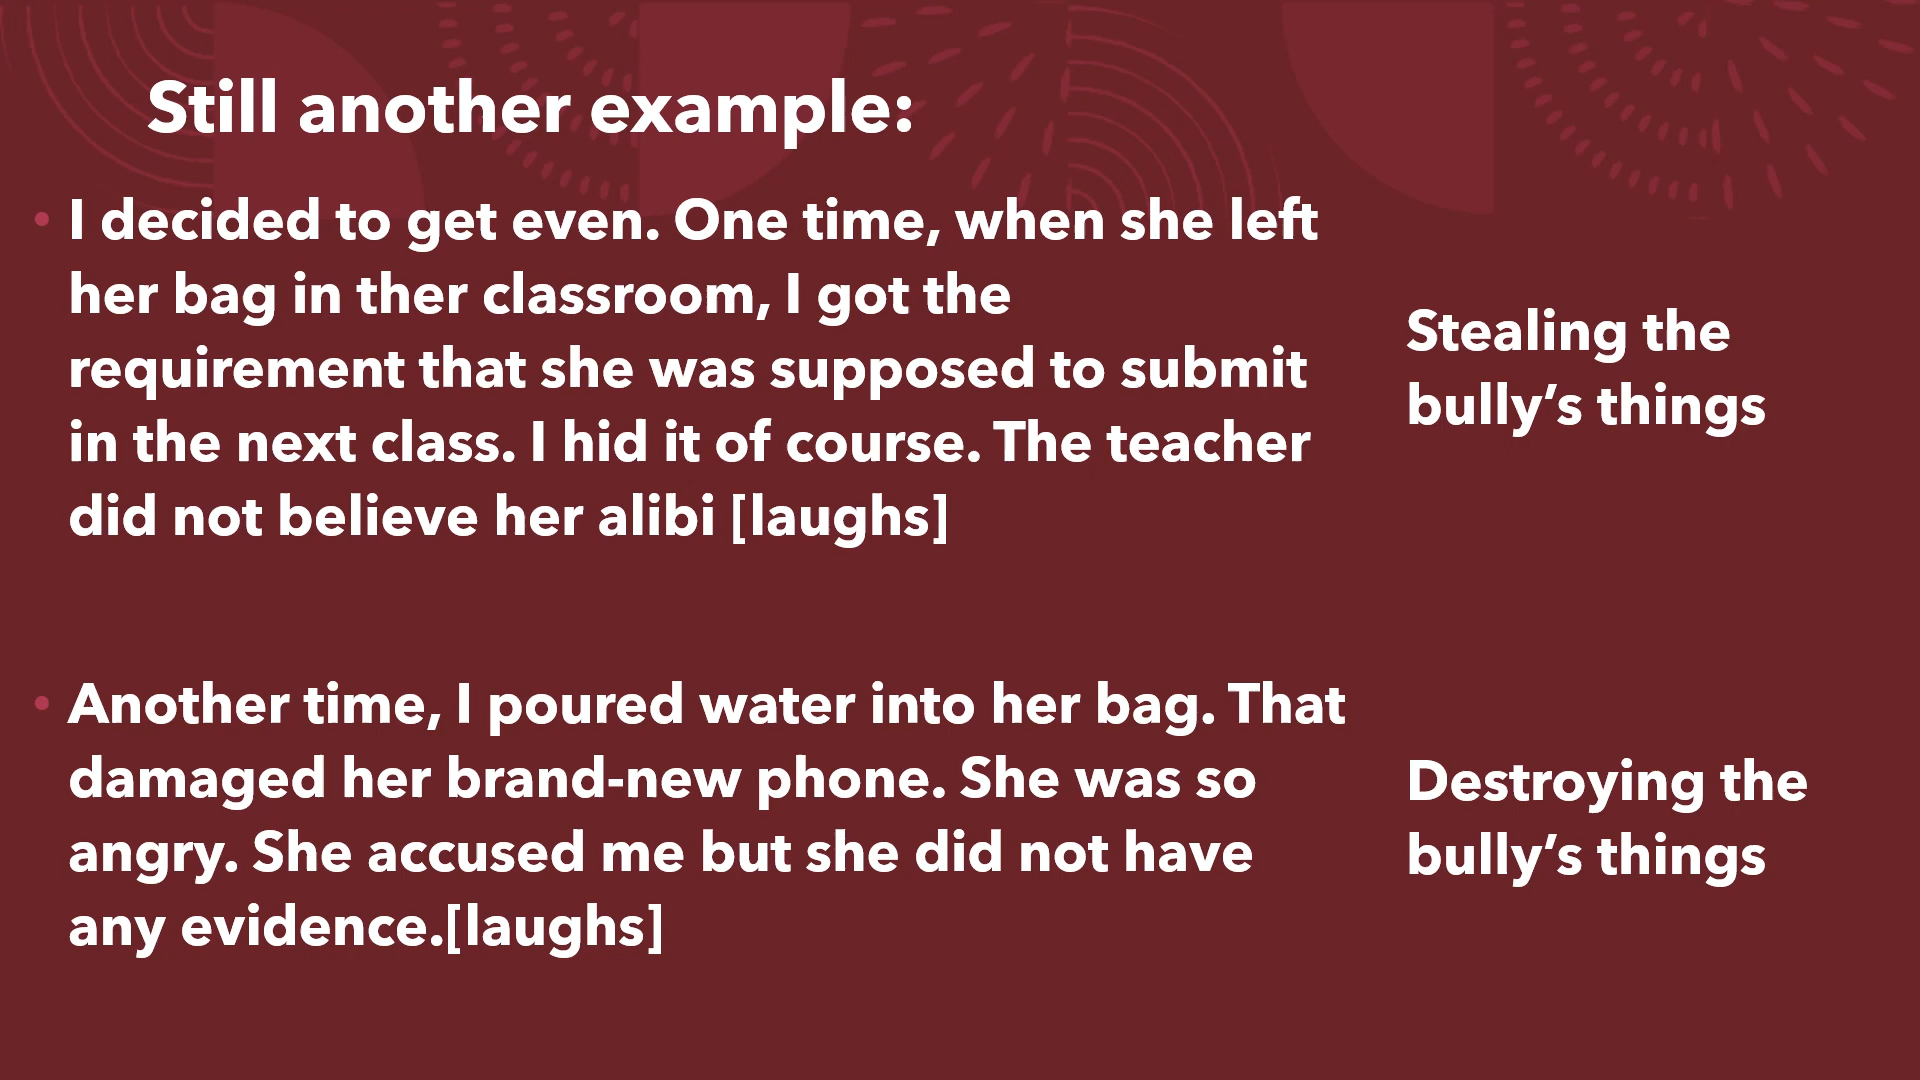 Still another example:
• I decided to get even. One time, when she left
her bag in ther classroom, I got the
requirement that she was supposed to submit
in the next class. I hid it of course. The teacher
did not believe her alibi [laughs]
Stealing the
bully’s things
• Another time, I poured water into her bag. That
damaged her brand-new phone. She was so
angry. She accused me but she did not have
any evidence.[laughs]
Destroying the
bully’s things